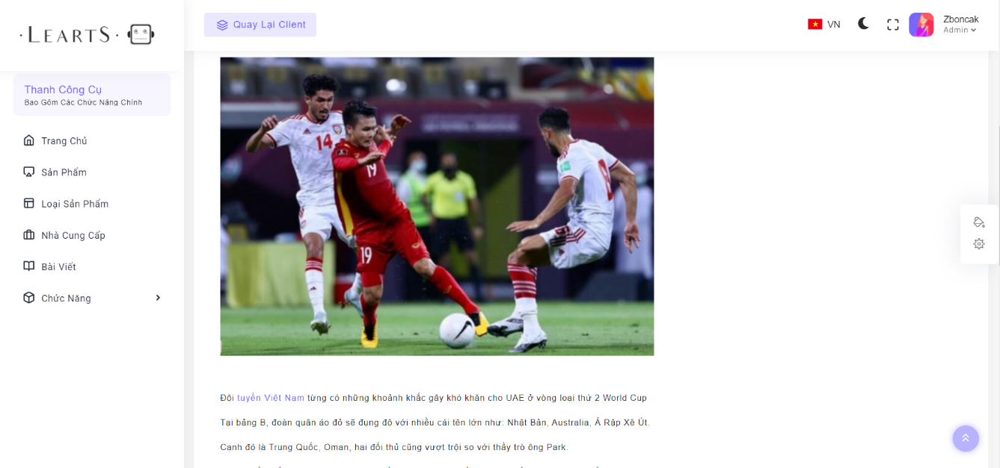 · LEARTS ·
Quay Lại Client
VN
Zboncak
Admin
Thanh Công Cụ
Bao Gồm Các Chức Năng Chính
Trang Chủ
Sản Phẩm
Loại Sản Phẩm
Nhà Cung Cấp
Bài Viết
Chức Năng
14
19
19
Đội tuyển Việt Nam từng có những khoảnh khắc gây khó khăn cho UAE ở vòng loại thứ 2 World Cup
Tại bảng B, đoàn quân áo đỏ sẽ đụng độ với nhiều cái tên lớn như: Nhật Bản, Australia, Ả Rập Xê Út.
Cạnh đó là Trung Quốc, Oman, hai đối thủ cũng vượt trội so với thầy trò ông Park.